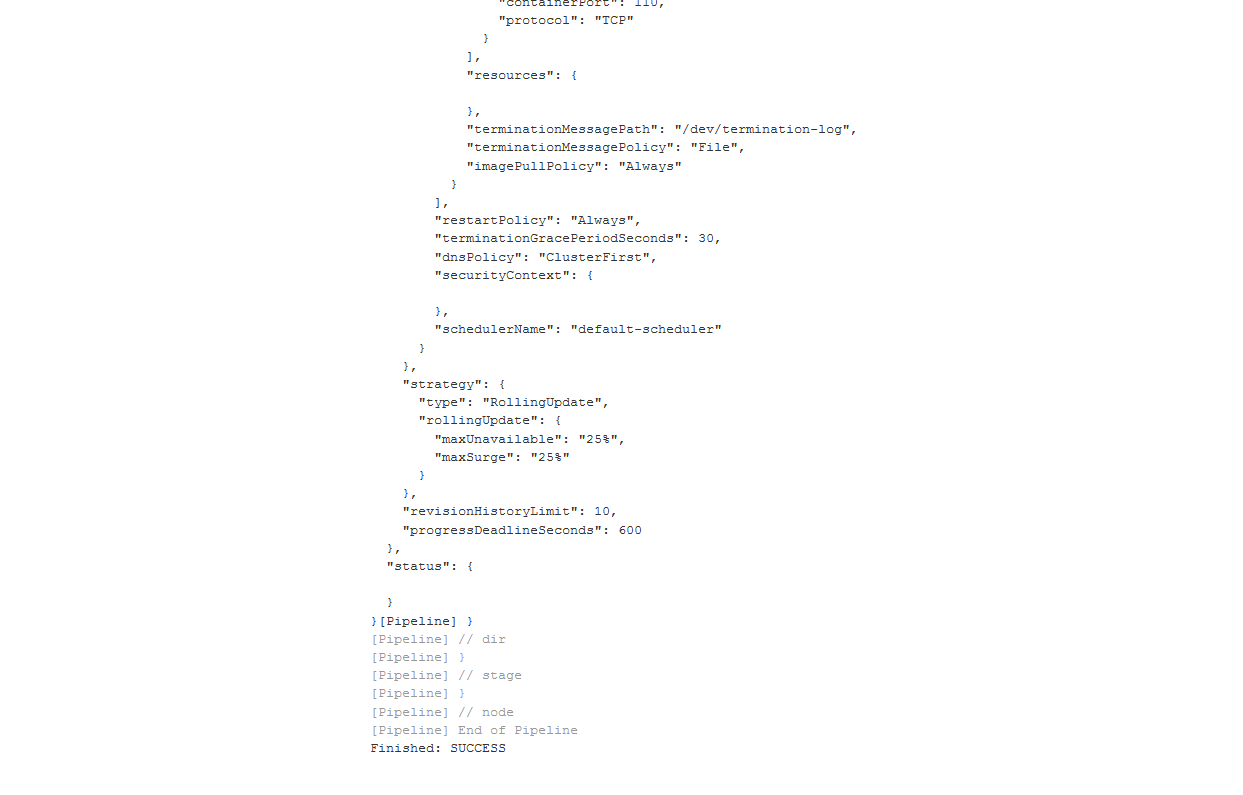 "containerPort": 110,
"protocol": "TCP"
}
],
"resources": {
},
"terminationMessagePath": "/dev/termination-log",
"terminationMessagePolicy": "File",
"imagePullPolicy": "Always"
}
],
"restartPolicy": "Always",
"terminationGracePeriodSeconds": 30,
"dnsPolicy": "ClusterFirst",
"securityContext": {
},
"schedulerName": "default-scheduler"
}
},
"strategy": {
"type": "RollingUpdate",
"rollingUpdate": {
"maxUnavailable": "25%",
"maxSurge": "25%"
}
},
"revisionHistoryLimit": 10,
"progressDeadlineSeconds": 600
},
"status": {
}
}[Pipeline] }
[Pipeline] // dir
[Pipeline] }
[Pipeline] // stage
[Pipeline] }
[Pipeline] // node
[Pipeline] End of Pipeline
Finished: SUCCESS